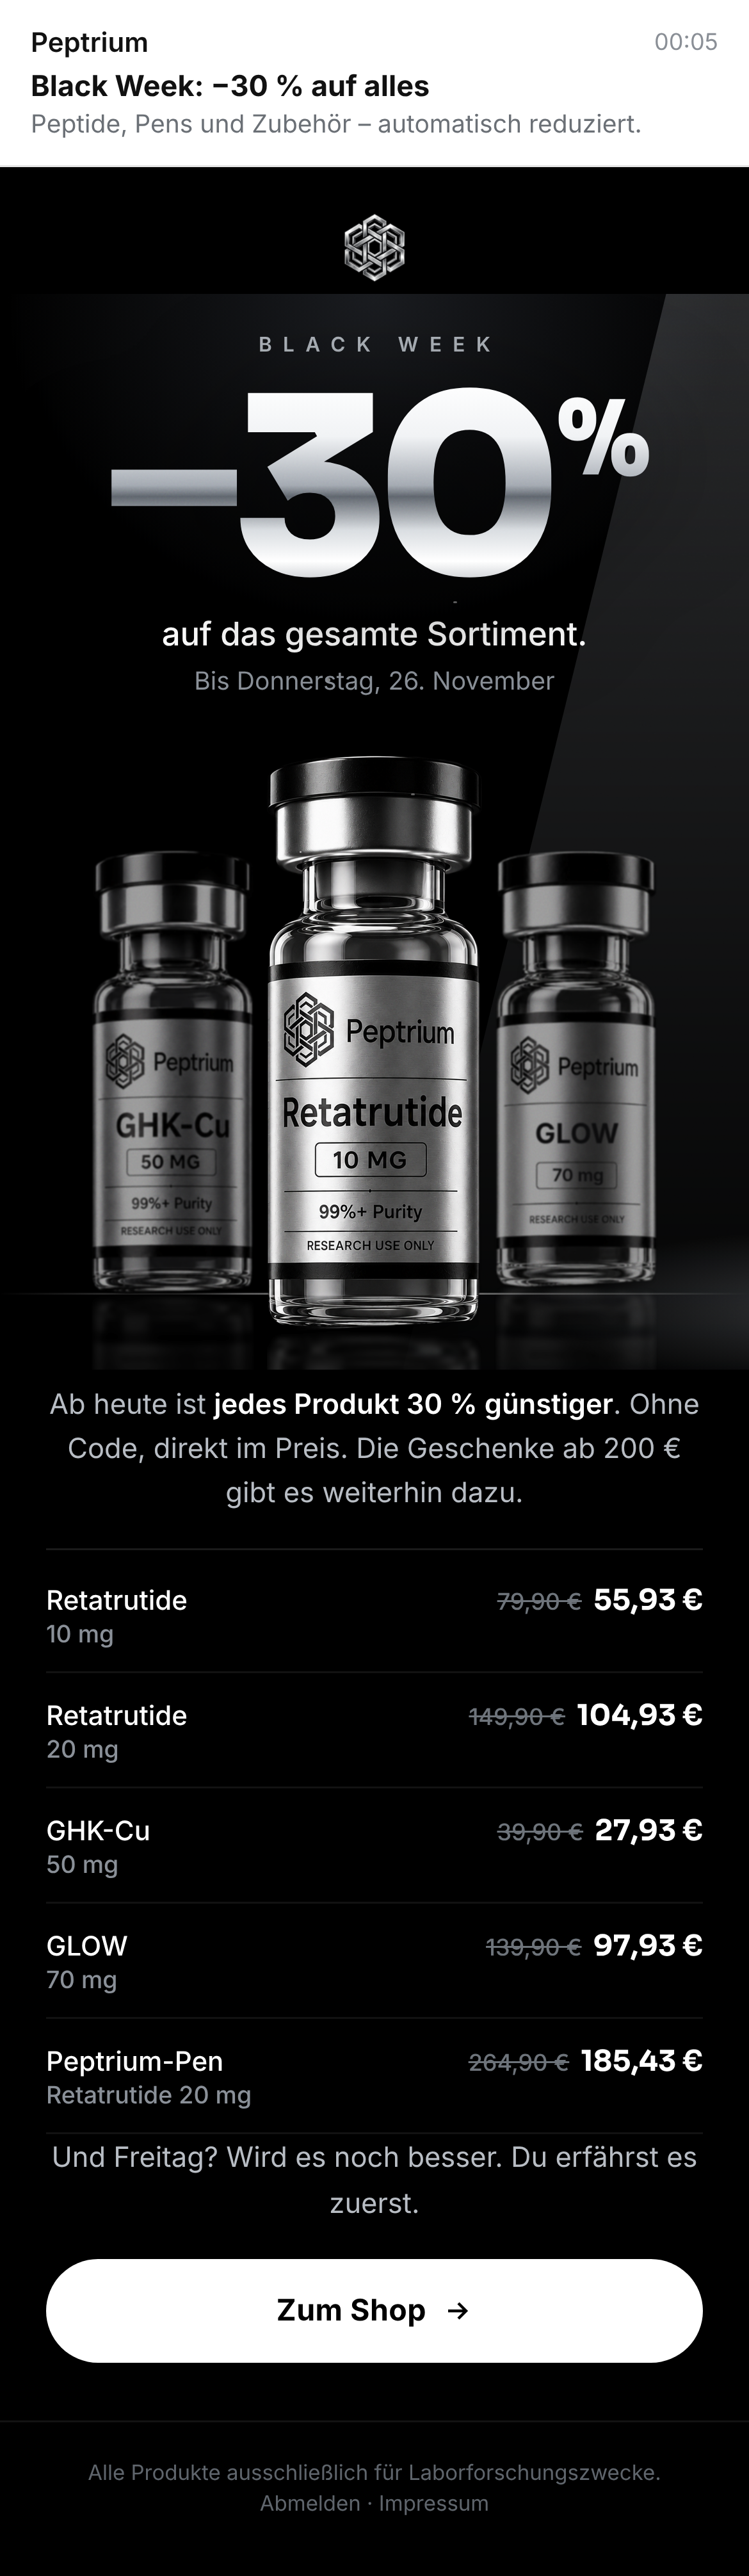 Peptrium 00:05
Black Week: −30 % auf alles
Peptide, Pens und Zubehör – automatisch reduziert.
BLACK WEEK
−30%
auf das gesamte Sortiment.
Bis Donnerstag, 26. November
Peptrium
GHK-Cu
50 MG
99%+ Purity
RESEARCH USE ONLY
Peptrium
Retatrutide
10 MG
99%+ Purity
RESEARCH USE ONLY
Peptrium
GLOW
70 mg
RESEARCH USE ONLY
Ab heute ist jedes Produkt 30 % günstiger. Ohne
Code, direkt im Preis. Die Geschenke ab 200 €
gibt es weiterhin dazu.
Retatrutide 79,90 € 55,93 €
10 mg
Retatrutide 149,90 € 104,93 €
20 mg
GHK-Cu 39,90 € 27,93 €
50 mg
GLOW 139,90 € 97,93 €
70 mg
Peptrium-Pen 264,90 € 185,43 €
Retatrutide 20 mg
Und Freitag? Wird es noch besser. Du erfährst es
zuerst.
Zum Shop →
Alle Produkte ausschließlich für Laborforschungszwecke.
Abmelden · Impressum